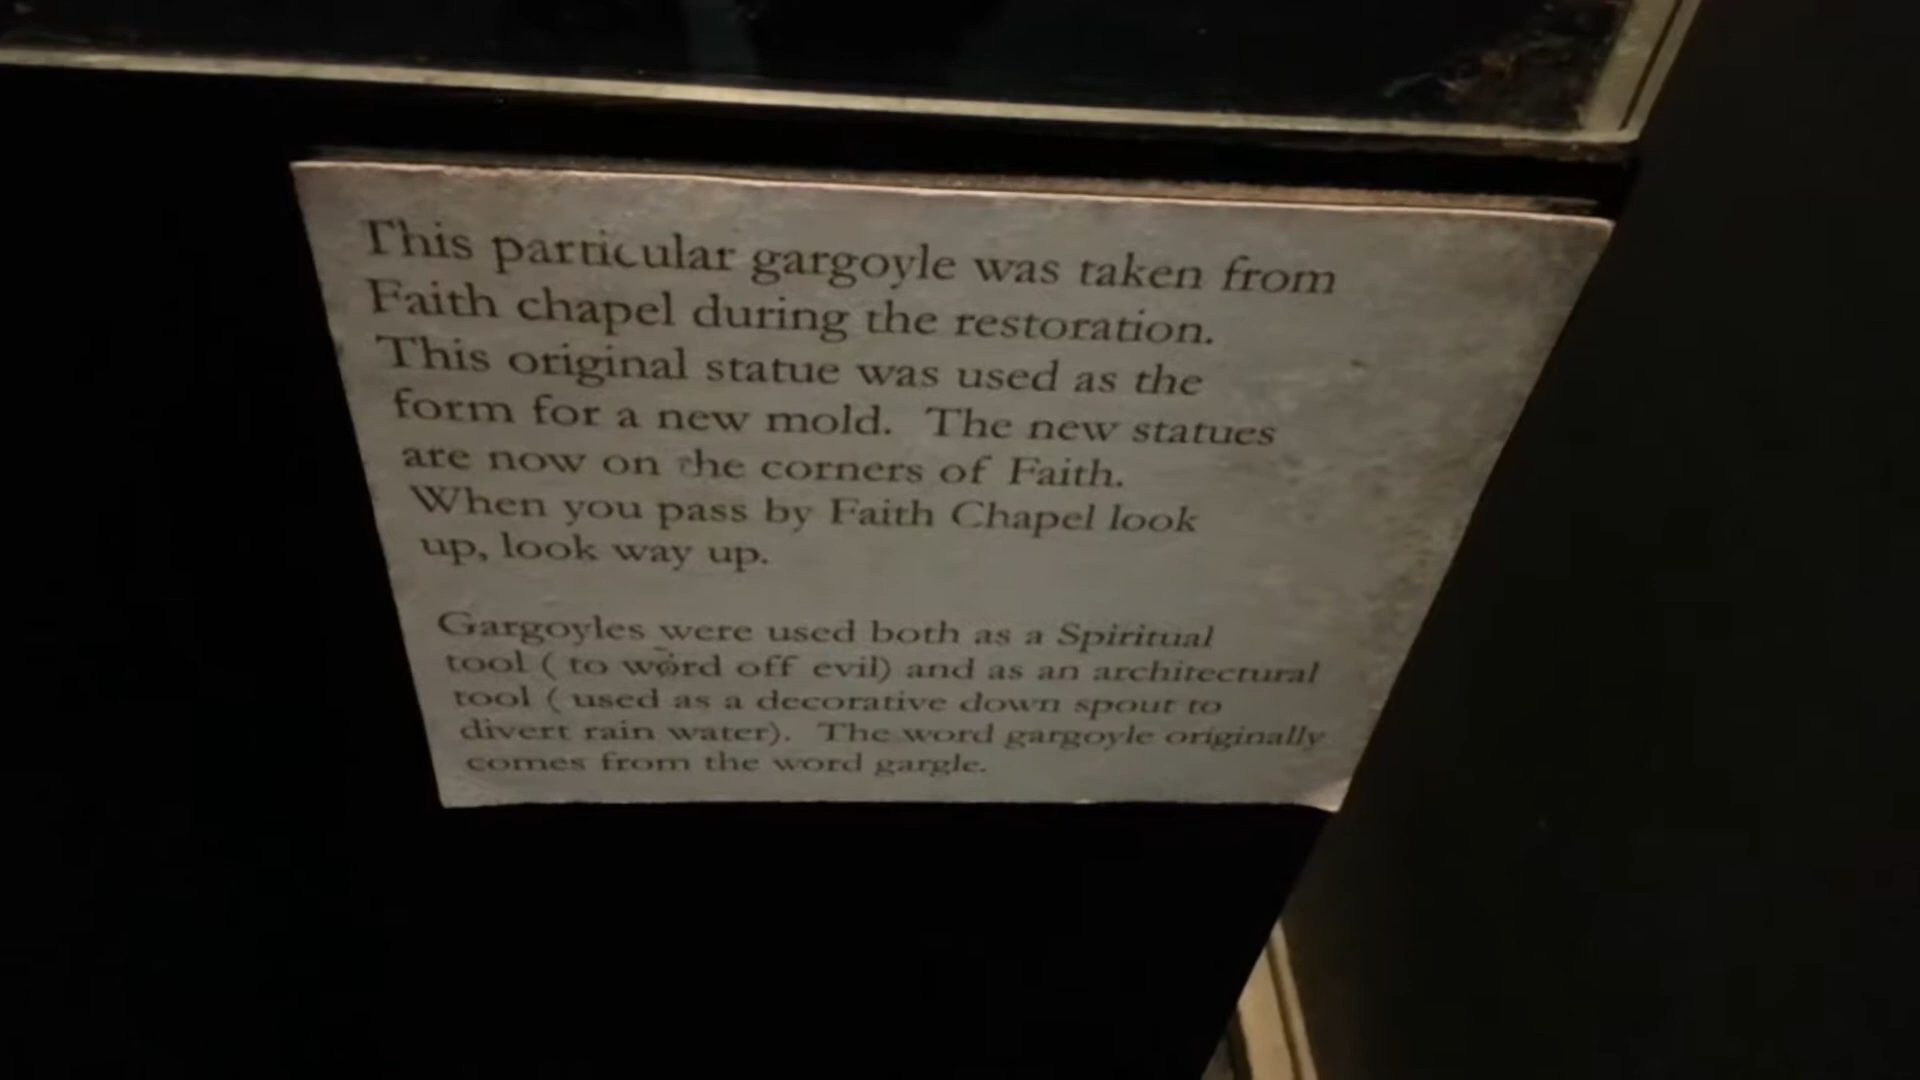 This particular gargoyle was taken from
Faith chapel during the restoration.
This original statue was used as the
form for a new mold. The new statues
are now on the corners of Faith.
When you pass by Faith Chapel look
up, look way up.
Gargoyles were used both as a Spiritual
tool ( to word off evil) and as an architectural
tool ( used as a decorative down spout to
divert rain water). The word gargoyle originally
comes from the word gargle.